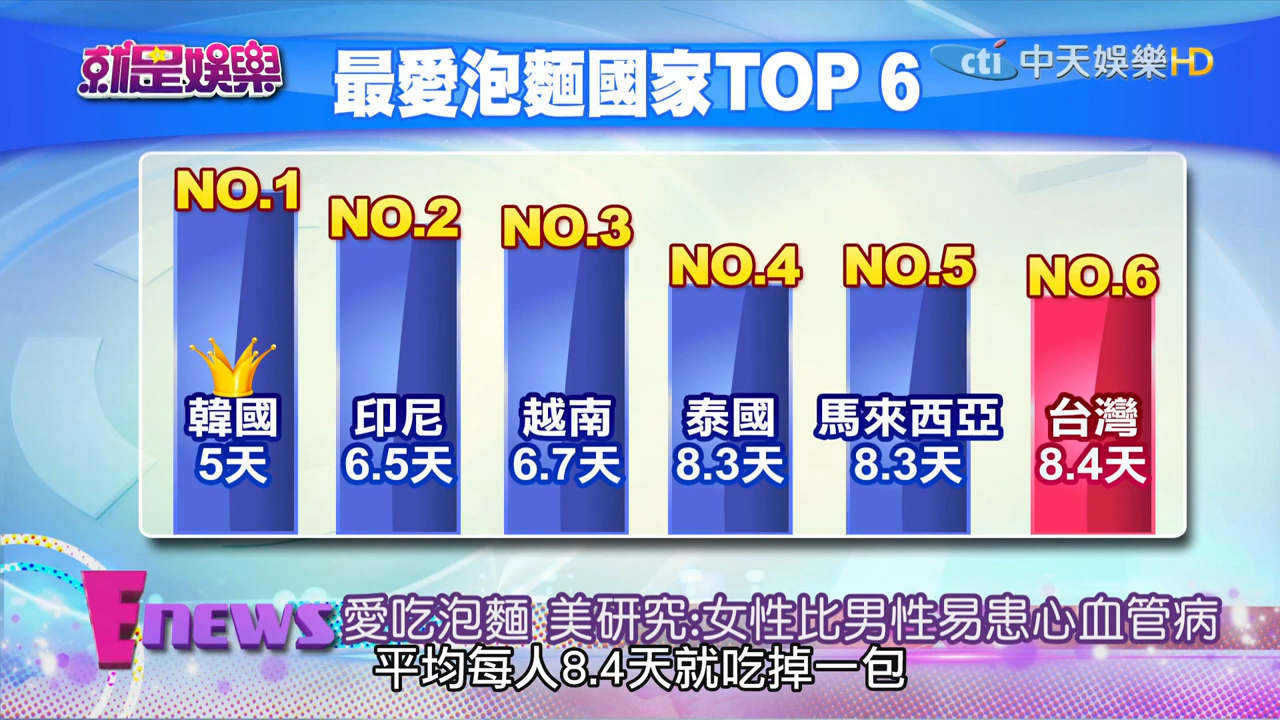 就是娛樂
最愛泡麵國家TOP 6
cti 中天娛樂HD
NO.1
NO.2
NO.3
NO.4
NO.5
NO.6
韓國
5天
印尼
6.5天
越南
6.7天
泰國
8.3天
馬來西亞
8.3天
台灣
8.4天
Enews
愛吃泡麵 美研究:女性比男性易患心血管病
平均每人8.4天就吃掉一包